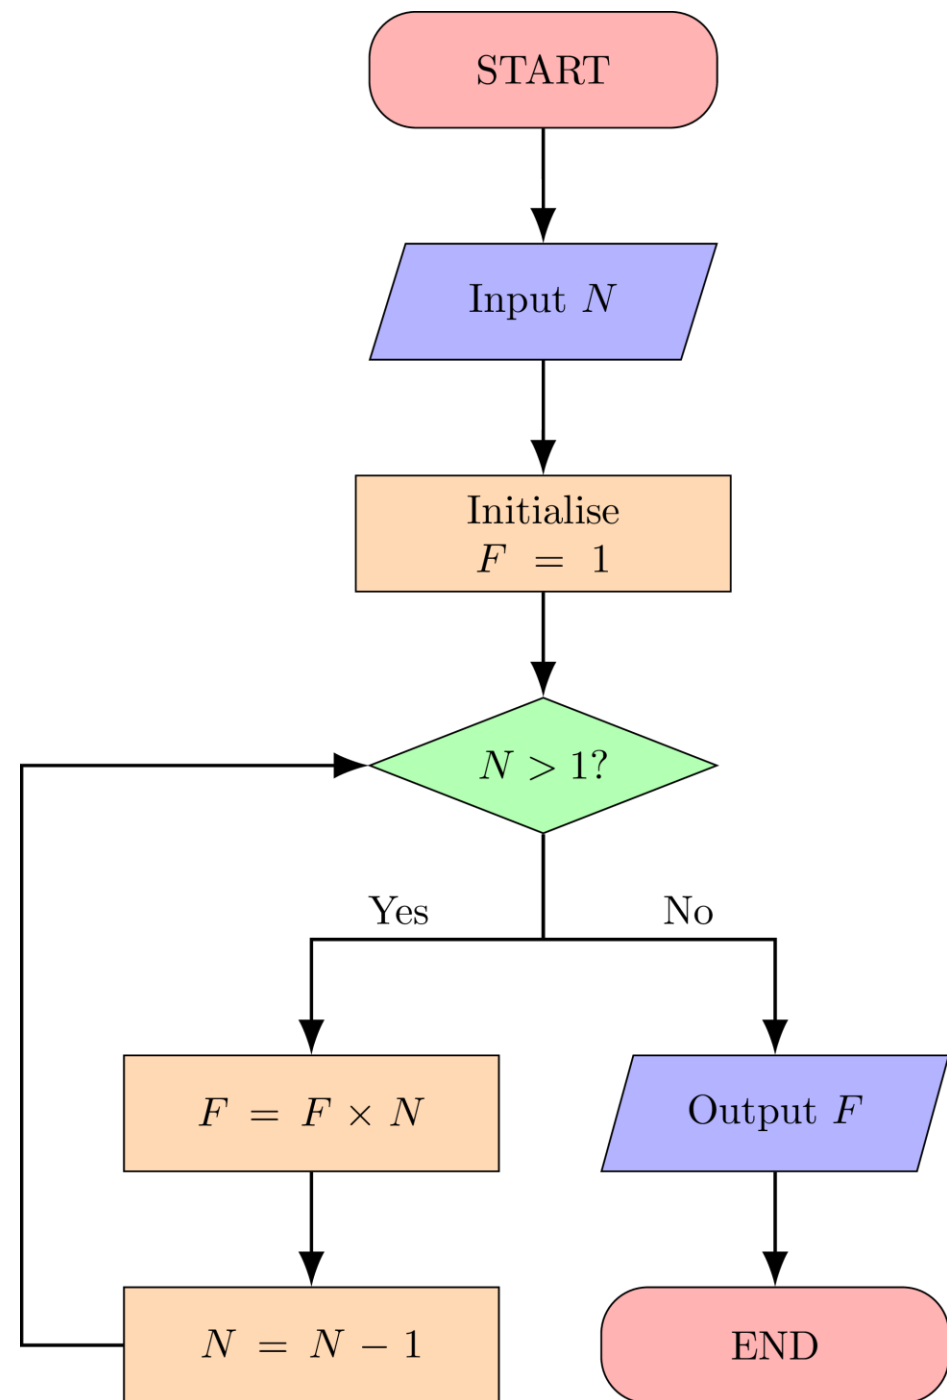 START
Input N
Initialise
F = 1
N > 1?
Yes
No
F = F × N
Output F
N = N − 1
END